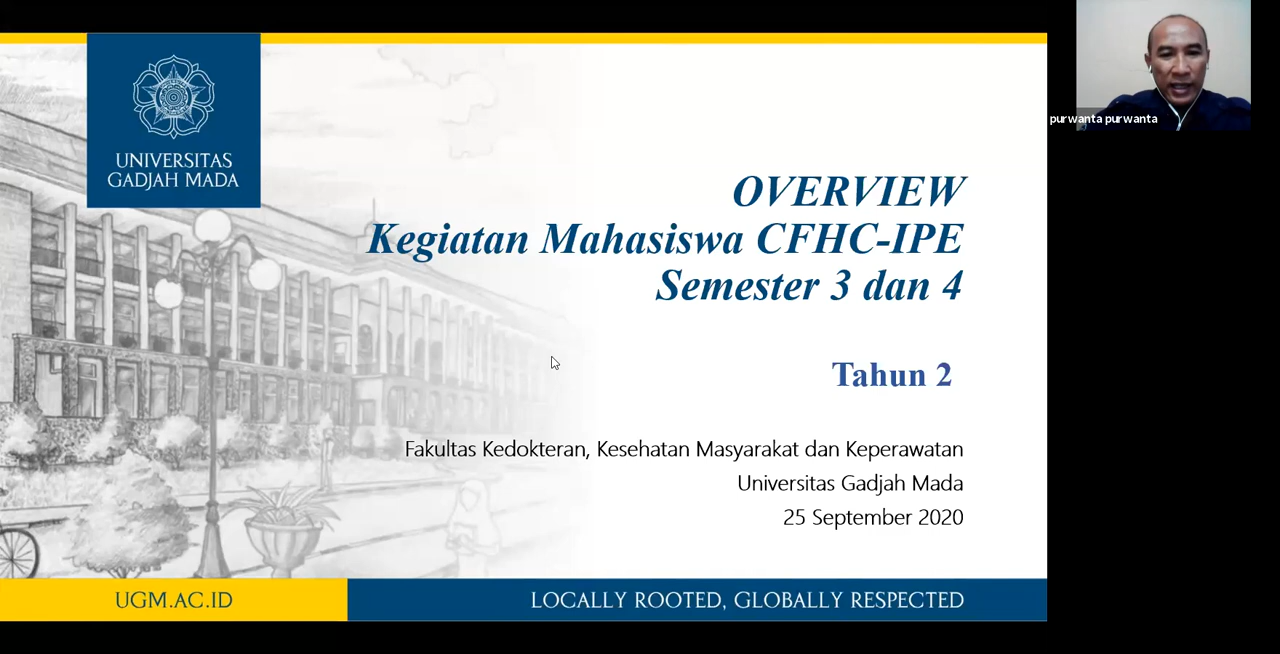 UNIVERSITAS
GADJAH MADA
OVERVIEW
Kegiatan Mahasiswa CFHC-IPE
Semester 3 dan 4
Tahun 2
Fakultas Kedokteran, Kesehatan Masyarakat dan Keperawatan
Universitas Gadjah Mada
25 September 2020
UGM.AC.ID
LOCALLY ROOTED, GLOBALLY RESPECTED
purwanta purwanta